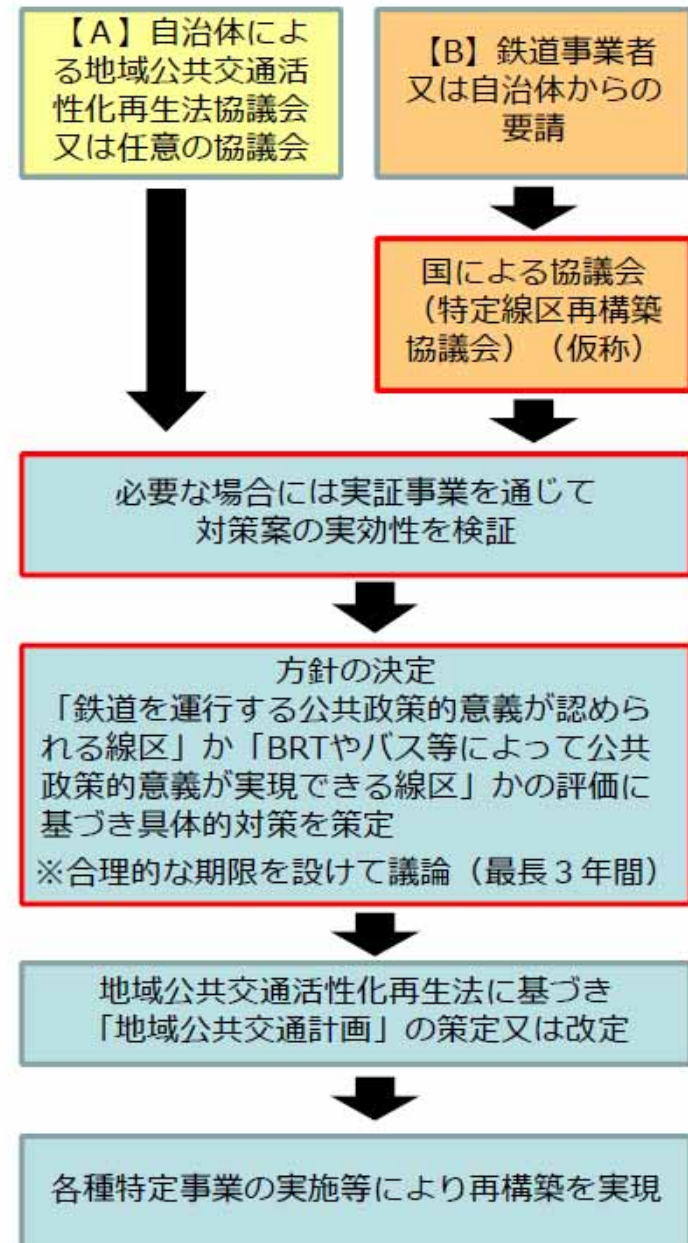 【A】自治体によ
る地域公共交通活
性化再生法協議会
又は任意の協議会
【B】鉄道事業者
又は自治体からの
要請
国による協議会
（特定線区再構築
協議会）（仮称）
必要な場合には実証事業を通じて
対策案の実効性を検証
方針の決定
「鉄道を運行する公共政策的意義が認めら
れる線区」か「BRTやバス等によって公共
政策的意義が実現できる線区」かの評価に
基づき具体的対策を策定
※合理的な期限を設けて議論（最長３年間）
地域公共交通活性化再生法に基づき
「地域公共交通計画」の策定又は改定
各種特定事業の実施等により再構築を実現